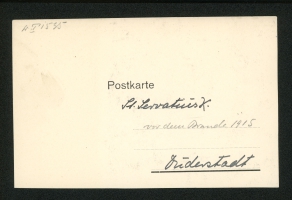 Postkarte
St. Servatiusk.
vor dem Brande 1915
Duderstadt